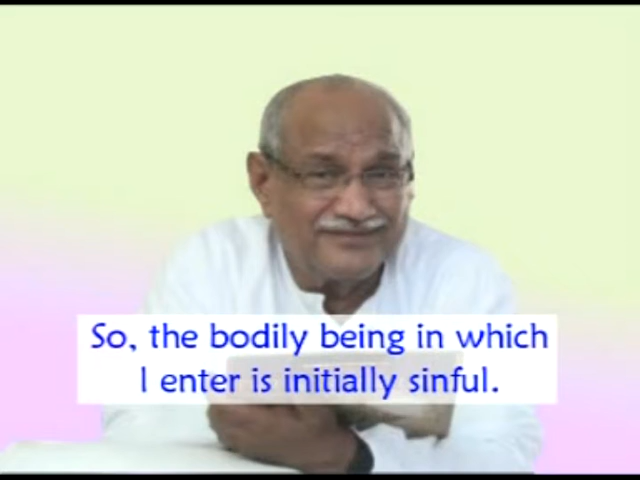 So, the bodily being in which
I enter is initially sinful.